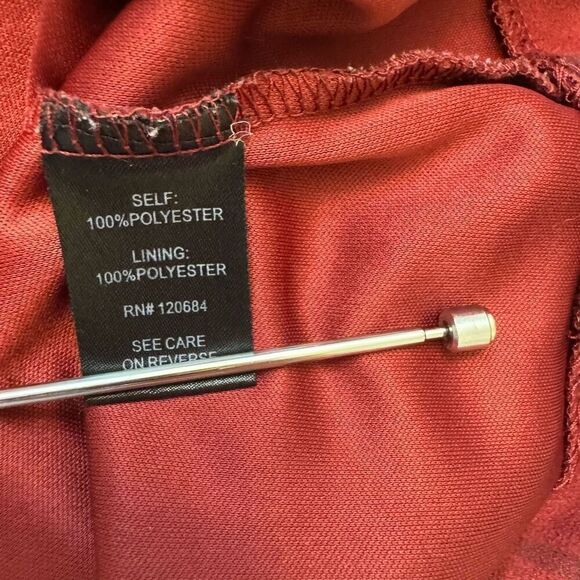 SELF:
100%POLYESTER
LINING:
100%POLYESTER
RN# 120684
SEE CARE
ON REVERSE